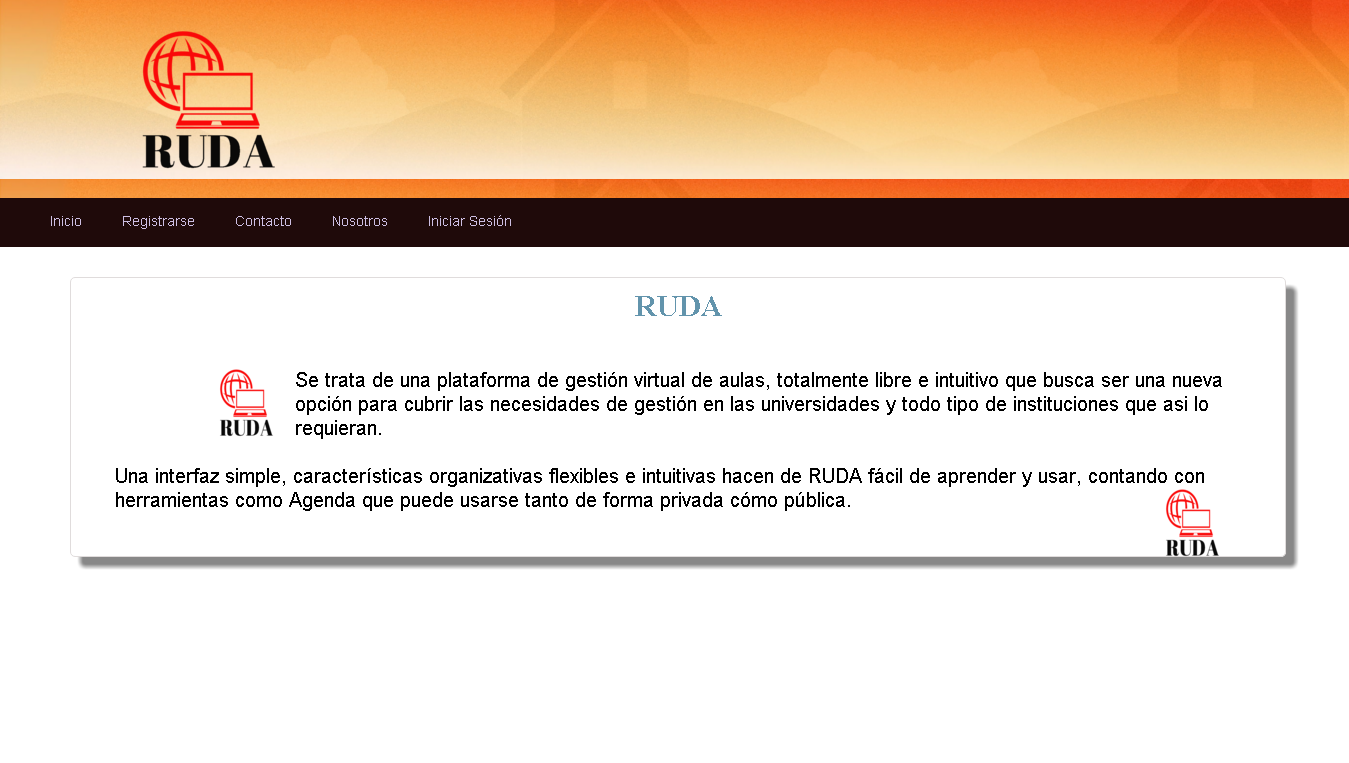 RUDA
Inicio Registrarse Contacto Nosotros Iniciar Sesión
RUDA
RUDA
Se trata de una plataforma de gestión virtual de aulas, totalmente libre e intuitivo que busca ser una nueva
opción para cubrir las necesidades de gestión en las universidades y todo tipo de instituciones que asi lo
requieran.
Una interfaz simple, características organizativas flexibles e intuitivas hacen de RUDA fácil de aprender y usar, contando con
herramientas como Agenda que puede usarse tanto de forma privada cómo pública.
RUDA